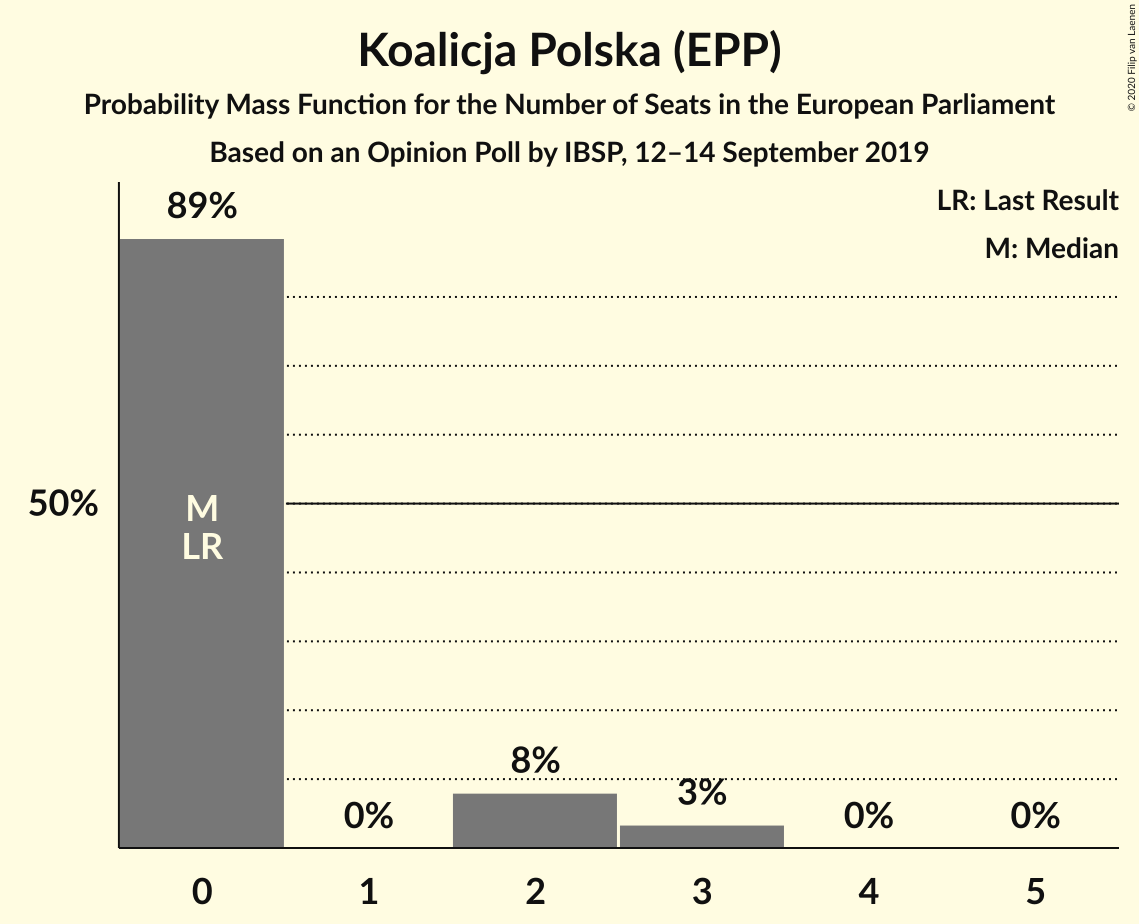 Koalicja Polska (EPP)
Probability Mass Function for the Number of Seats in the European Parliament
Based on an Opinion Poll by IBSP, 12–14 September 2019
© 2020 Filip van Laenen
LR: Last Result
M: Median
89%
50%
M
LR
8%
3%
0%
0%
0%
0
1
2
3
4
5